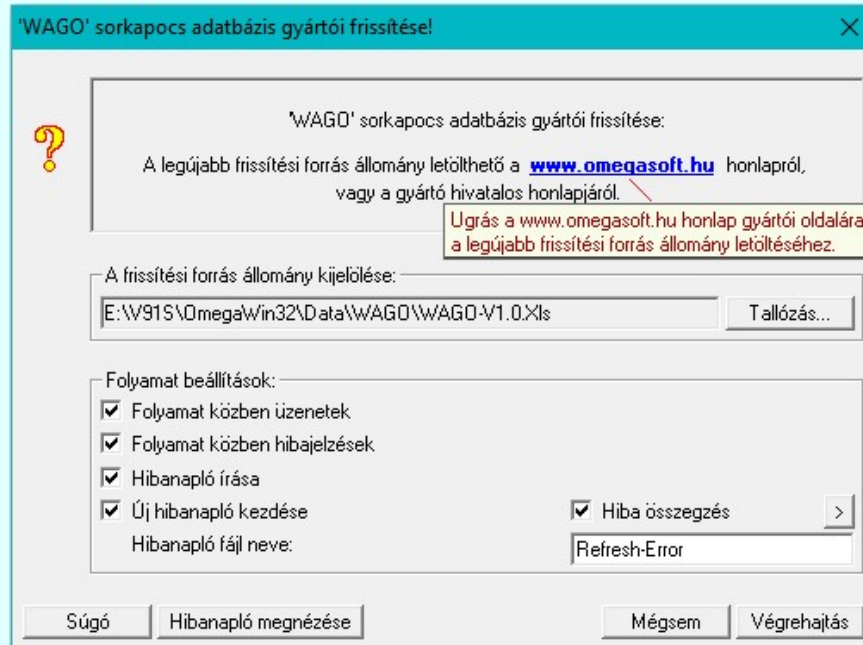 'WAGO' sorkapocs adatbázis gyártói frissítése!
'WAGO' sorkapocs adatbázis gyártói frissítése:
A legújabb frissítési forrás állomány letölthető a www.omegasoft.hu honlapról,
vagy a gyártó hivatalos honlapjáról.
Ugrás a www.omegasoft.hu honlap gyártói oldalára
a legújabb frissítési forrás állomány letöltéséhez.
A frissítési forrás állomány kijelölése:
E:\V91S\OmegaWin32\Data\WAGO\WAGO-V1.0.Xls Tallózás...
Folyamat beállítások:
Folyamat közben üzenetek
Folyamat közben hibajelzések
Hibanapló írása
Új hibanapló kezdése Hiba összegzés >
Hibanapló fájl neve: Refresh-Error
Súgó Hibanapló megnézése Mégsem Végrehajtás